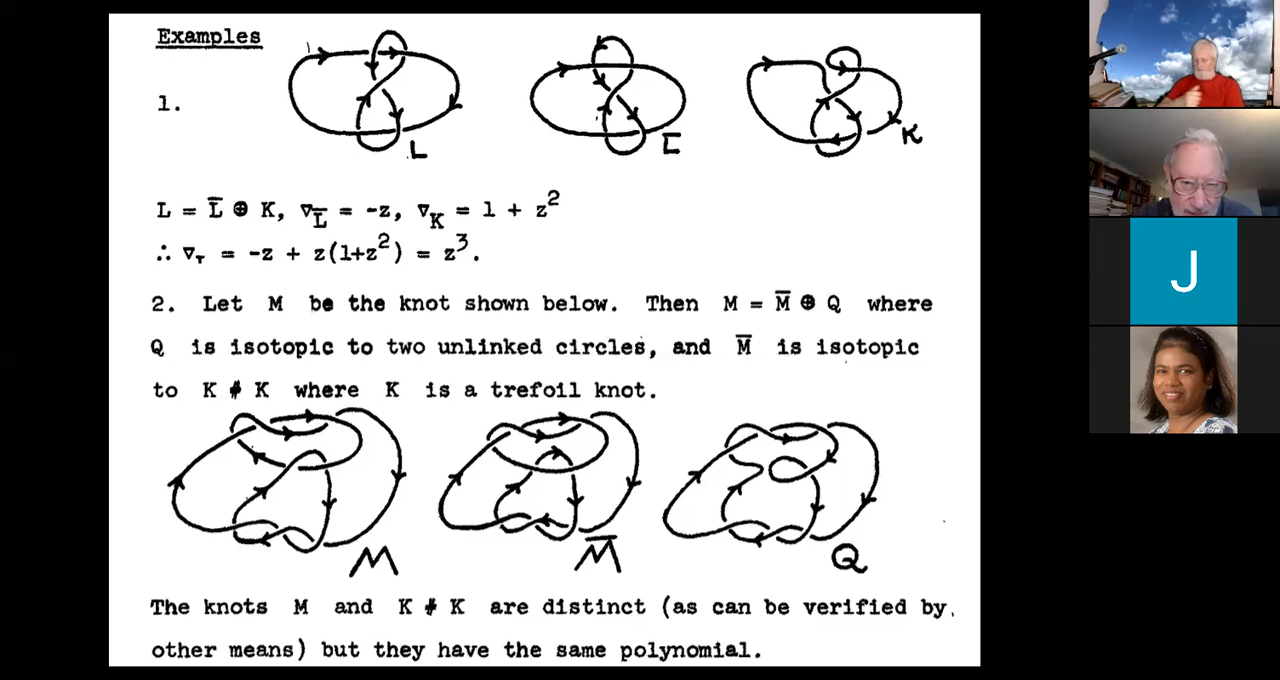 Examples
1.
L
L̅
K
L = L̅ ⊕ K, ∇L̅ = -z, ∇K = 1 + z²
∴ ∇T = -z + z(1+z²) = z³.
2. Let M be the knot shown below. Then M = M̅ ⊕ Q where
Q is isotopic to two unlinked circles, and M̅ is isotopic
to K # K where K is a trefoil knot.
M
M̅
Q
The knots M and K # K are distinct (as can be verified by
other means) but they have the same polynomial.
J